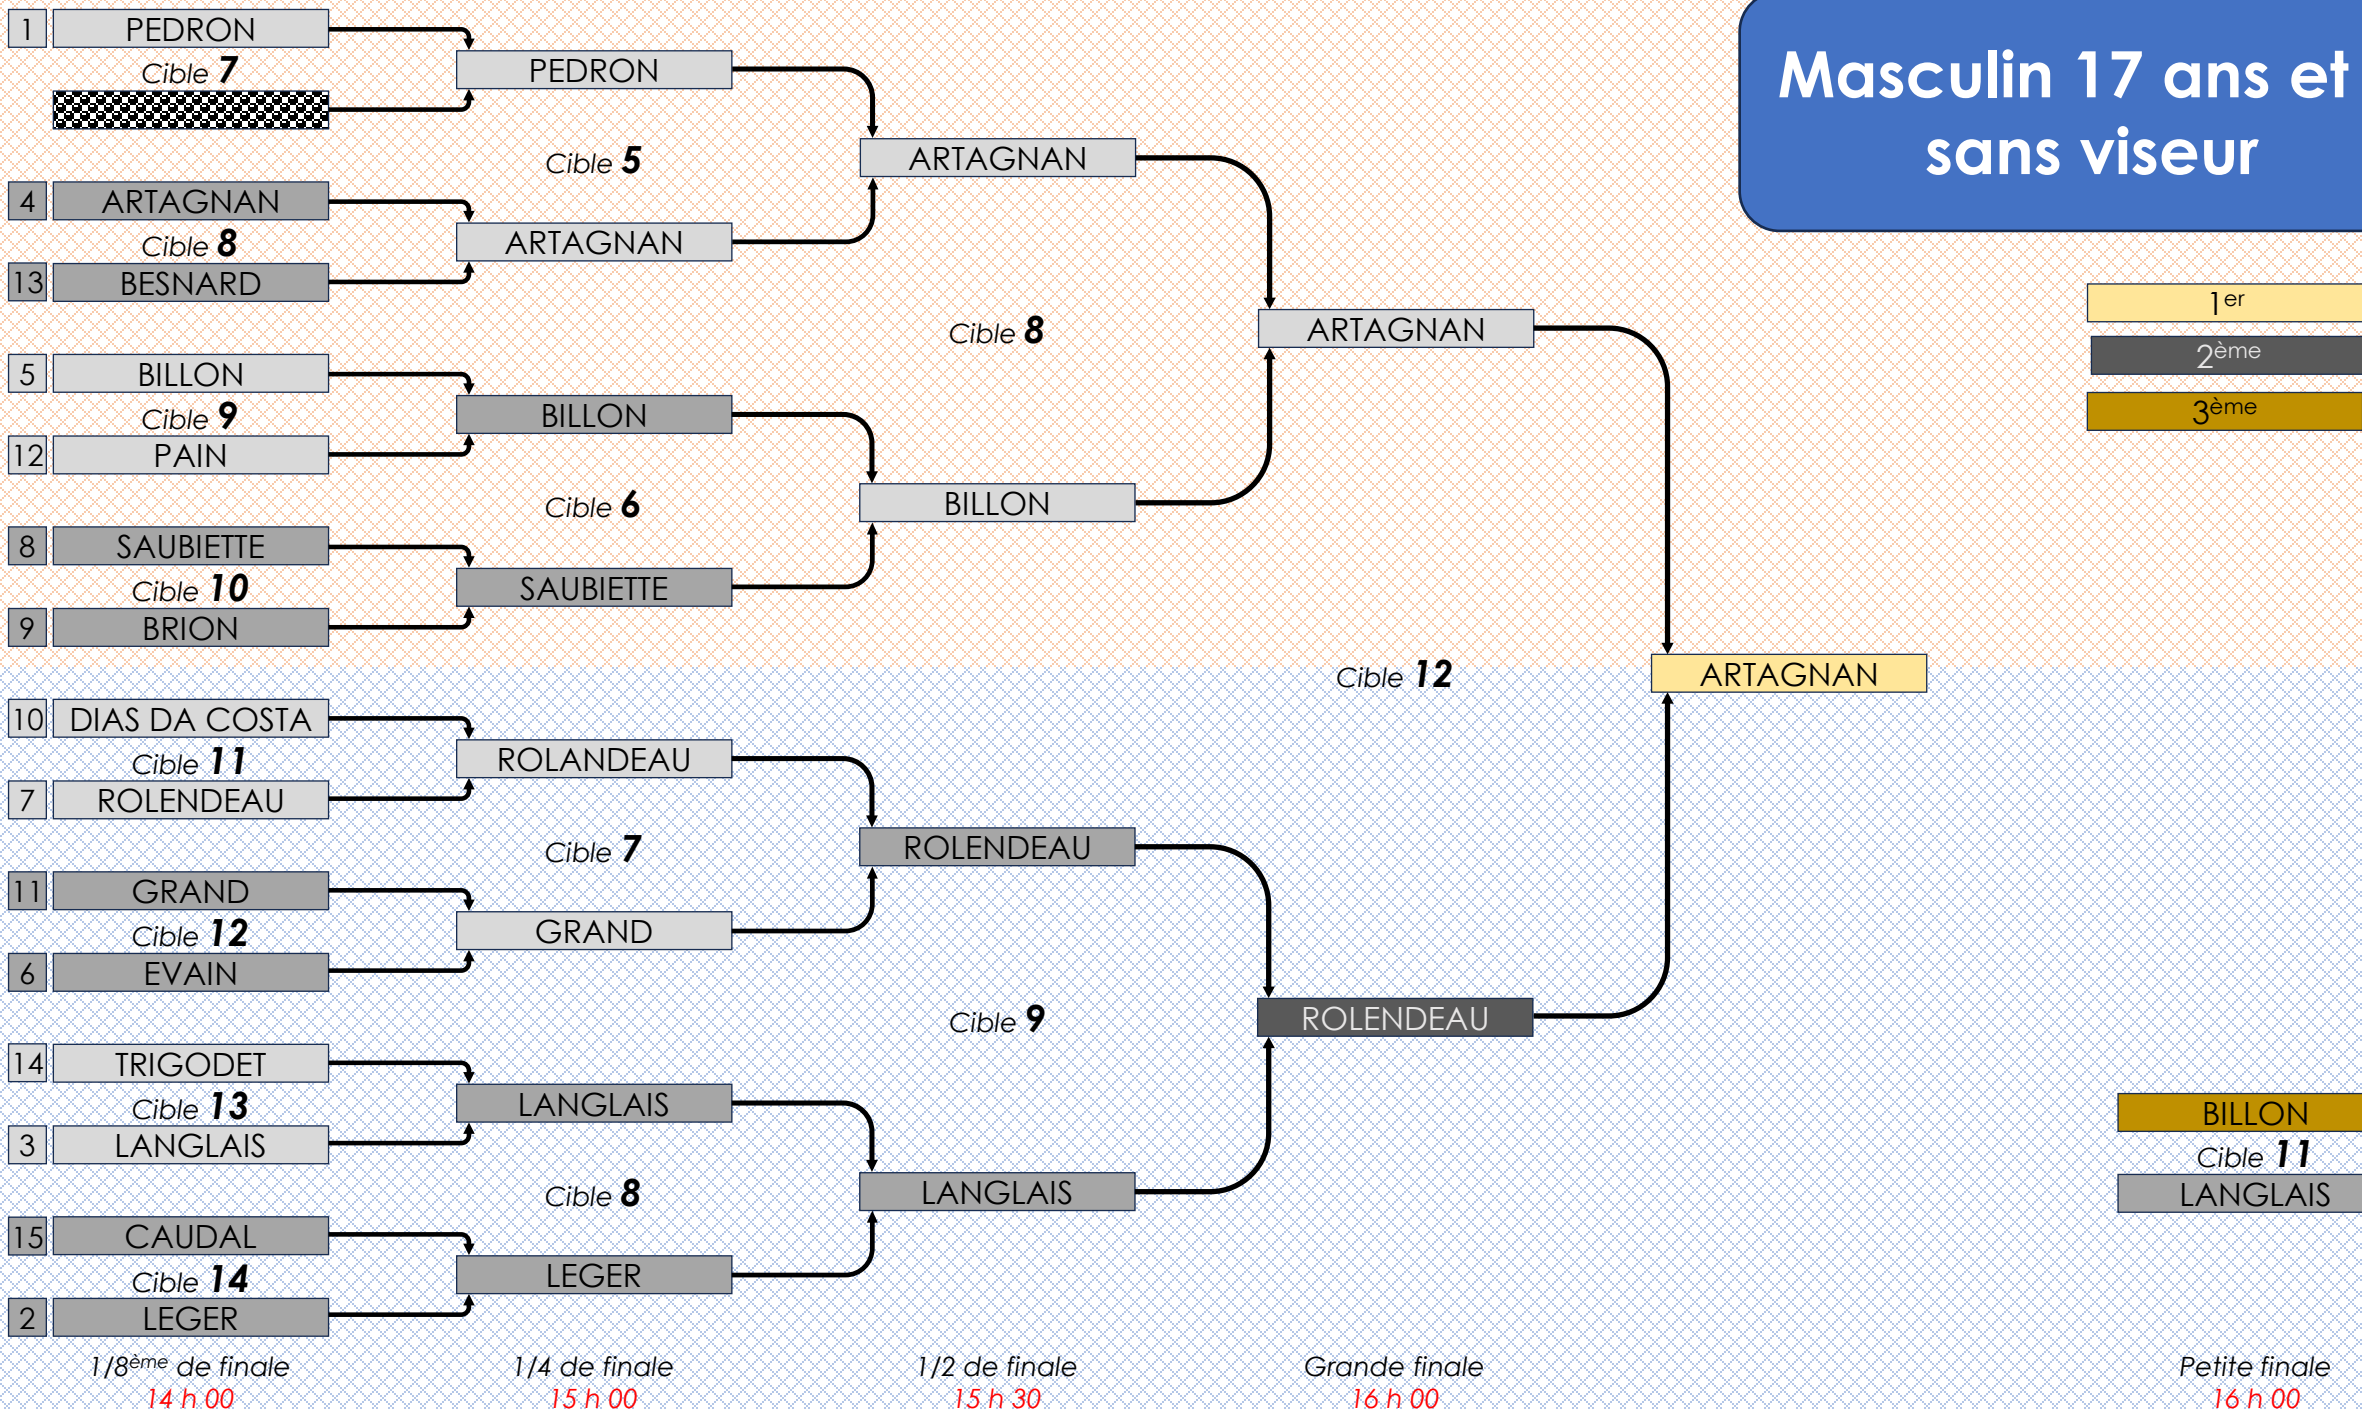 Masculin 17 ans et
sans viseur
1er
2ème
3ème
1 PEDRON
Cible 7
4 ARTAGNAN
Cible 8
13 BESNARD
5 BILLON
Cible 9
12 PAIN
8 SAUBIETTE
Cible 10
9 BRION
10 DIAS DA COSTA
Cible 11
7 ROLENDEAU
11 GRAND
Cible 12
6 EVAIN
14 TRIGODET
Cible 13
3 LANGLAIS
15 CAUDAL
Cible 14
2 LEGER
1/8ème de finale
14 h 00
PEDRON
Cible 5
ARTAGNAN
BILLON
Cible 6
SAUBIETTE
ROLANDEAU
Cible 7
GRAND
LANGLAIS
Cible 8
LEGER
1/4 de finale
15 h 00
ARTAGNAN
Cible 8
BILLON
ROLENDEAU
Cible 9
LANGLAIS
1/2 de finale
15 h 30
ARTAGNAN
Cible 12
ROLENDEAU
Grande finale
16 h 00
ARTAGNAN
BILLON
Cible 11
LANGLAIS
Petite finale
16 h 00